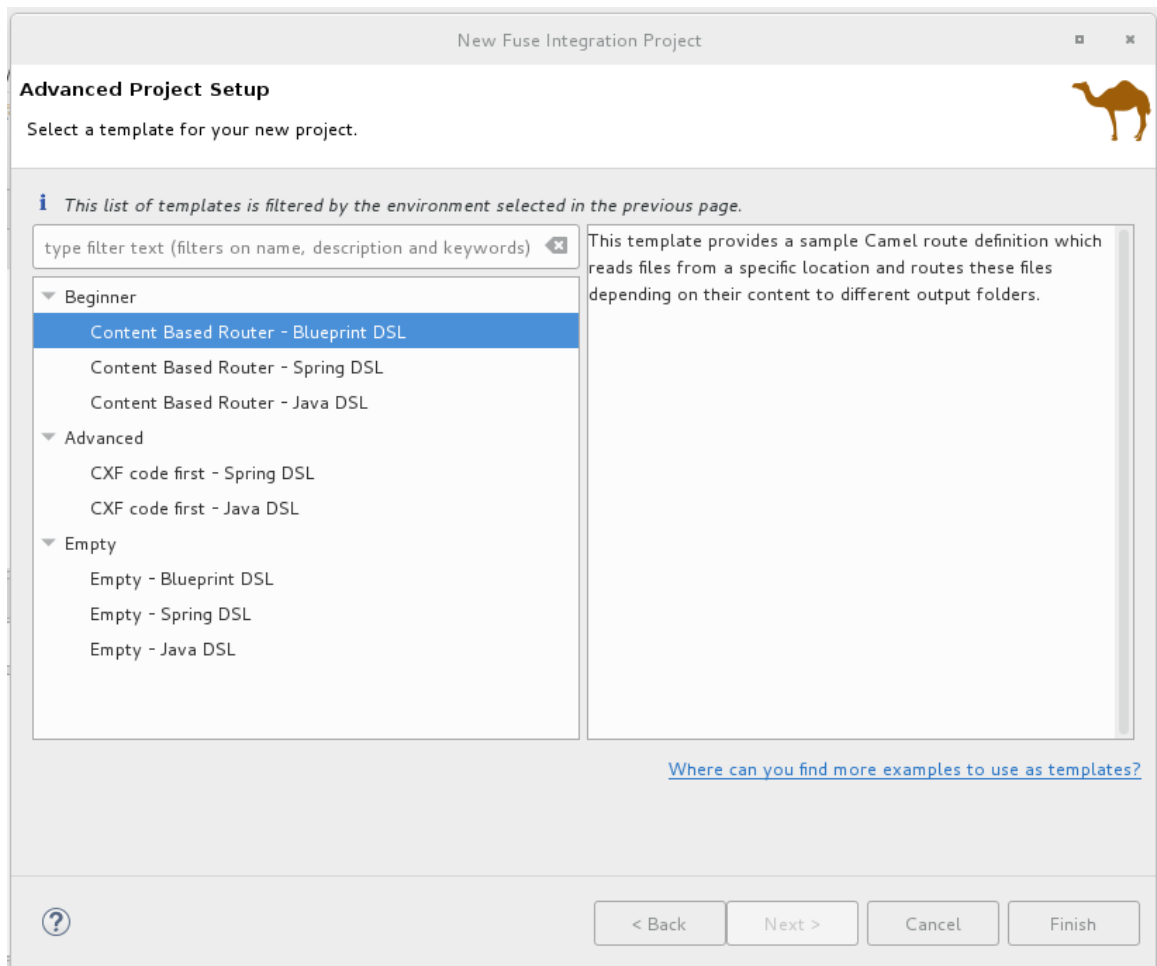 New Fuse Integration Project
Advanced Project Setup
Select a template for your new project.
This list of templates is filtered by the environment selected in the previous page.
type filter text (filters on name, description and keywords)
Beginner
Content Based Router - Blueprint DSL
Content Based Router - Spring DSL
Content Based Router - Java DSL
Advanced
CXF code first - Spring DSL
CXF code first - Java DSL
Empty
Empty - Blueprint DSL
Empty - Spring DSL
Empty - Java DSL
This template provides a sample Camel route definition which
reads files from a specific location and routes these files
depending on their content to different output folders.
Where can you find more examples to use as templates?
?
< Back
Next >
Cancel
Finish